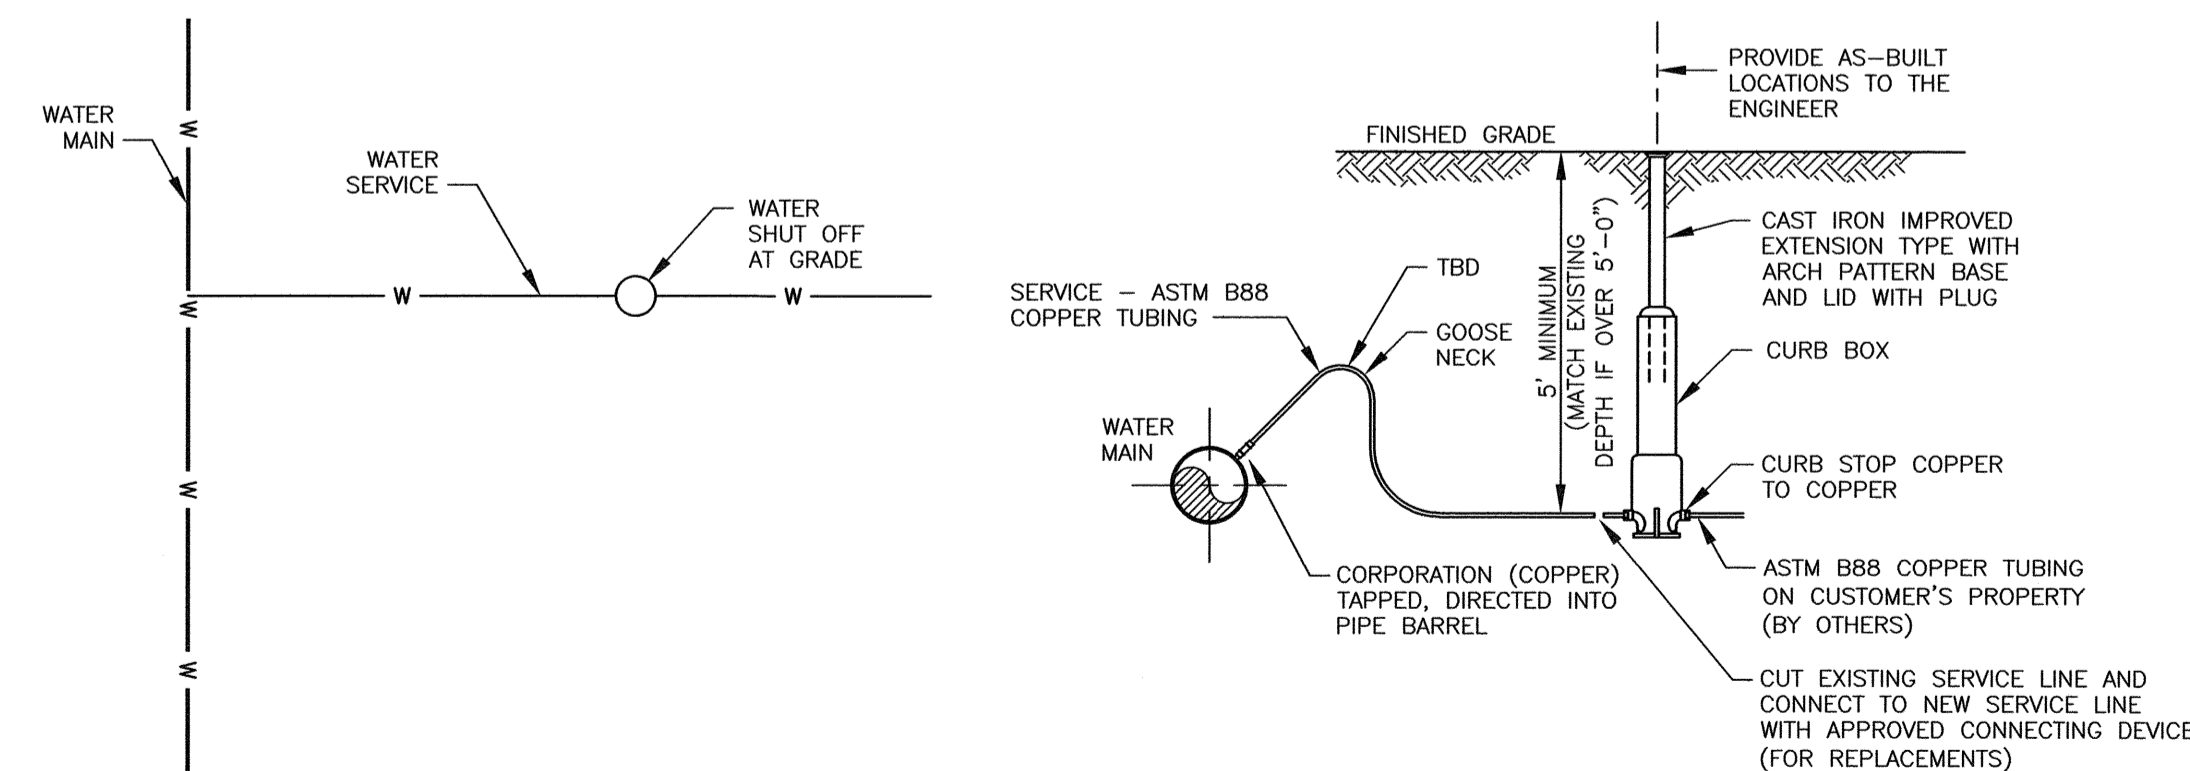 WATER
MAIN
W
WATER
SERVICE
WATER
SHUT OFF
AT GRADE
W
W
W
W
W
PROVIDE AS-BUILT
LOCATIONS TO THE
ENGINEER
FINISHED GRADE
CAST IRON IMPROVED
EXTENSION TYPE WITH
ARCH PATTERN BASE
AND LID WITH PLUG
TBD
SERVICE - ASTM B88
COPPER TUBING
GOOSE
NECK
5' MINIMUM
(MATCH EXISTING
DEPTH IF OVER 5'-0")
CURB BOX
WATER
MAIN
CURB STOP COPPER
TO COPPER
CORPORATION (COPPER)
TAPPED, DIRECTED INTO
PIPE BARREL
ASTM B88 COPPER TUBING
ON CUSTOMER'S PROPERTY
(BY OTHERS)
CUT EXISTING SERVICE LINE AND
CONNECT TO NEW SERVICE LINE
WITH APPROVED CONNECTING DEVICE
(FOR REPLACEMENTS)